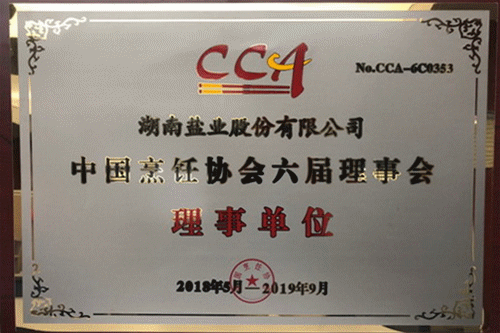 CCA
No.CCA-6C0353
湖南盐业股份有限公司
中国烹饪协会六届理事会
理事单位
2018年5月—2019年9月